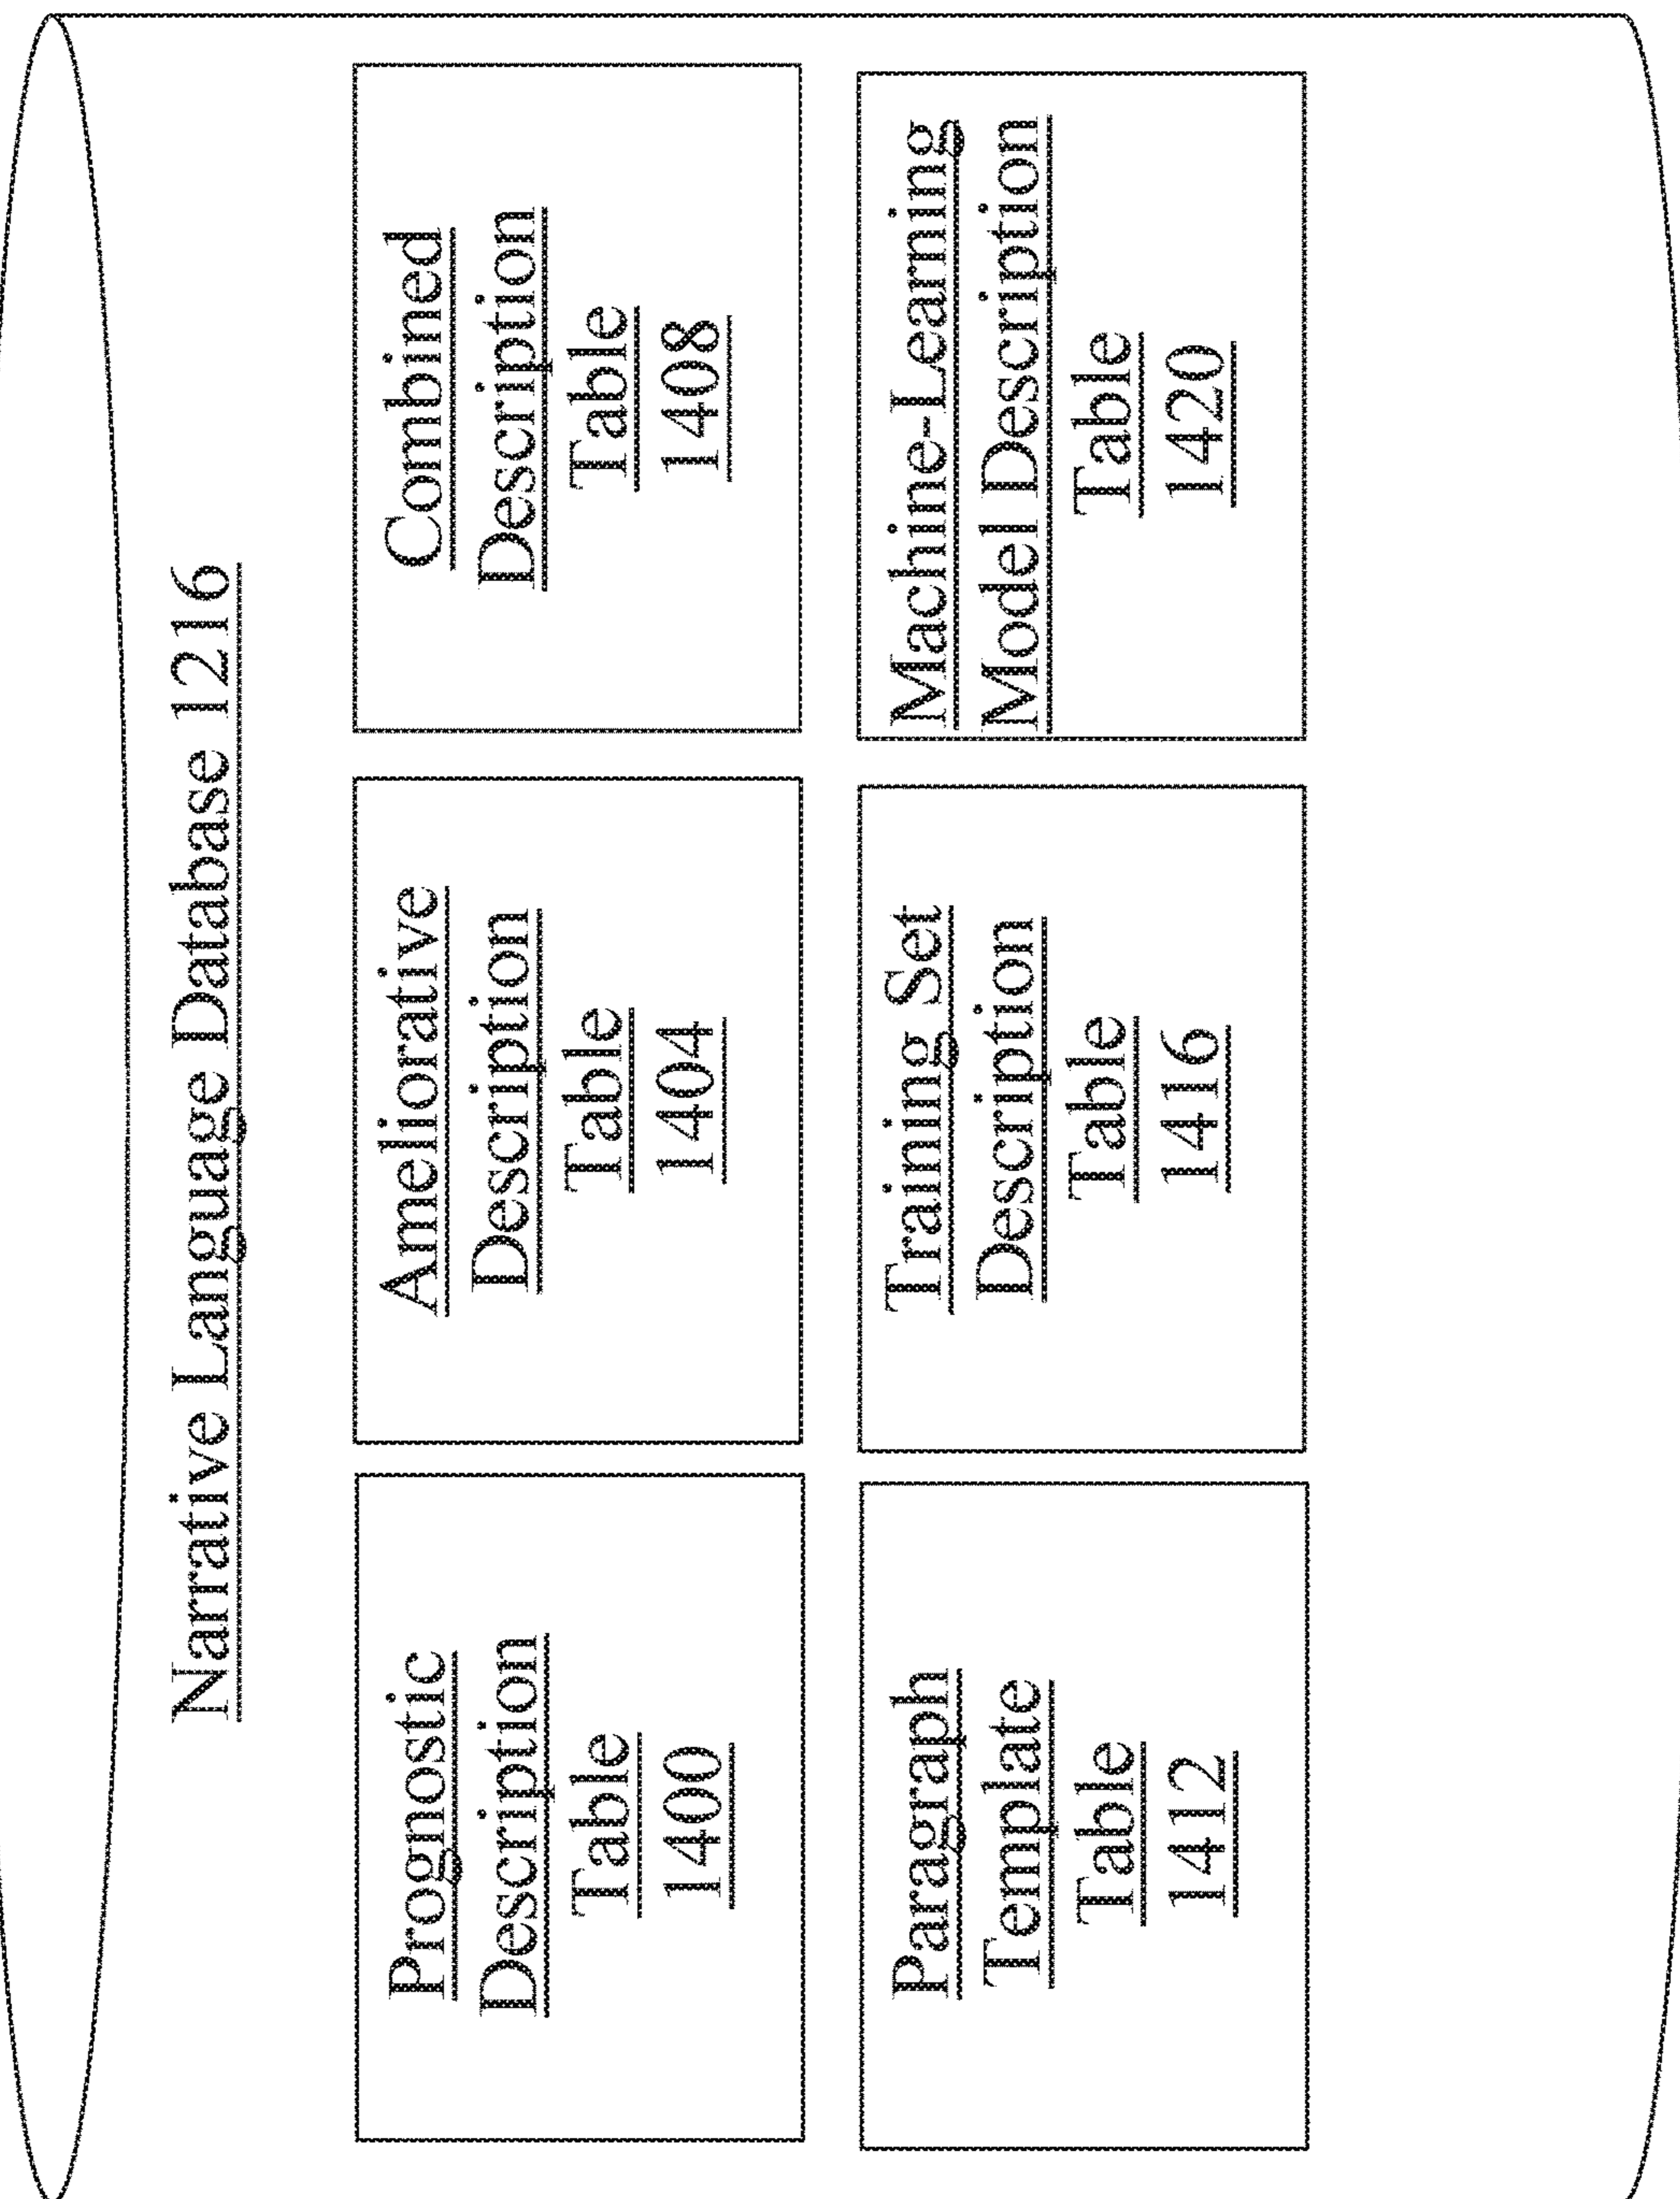 Narrative Language Database 1216
Prognostic
Description
Table
1400
Ameliorative
Description
Table
1404
Combined
Description
Table
1408
Paragraph
Template
Table
1412
Training Set
Description
Table
1416
Machine-Learning
Model Description
Table
1420